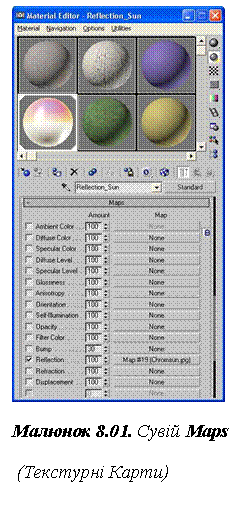 Material Editor - Reflection_Sun
Material Navigation Options Utilities
Reflection_Sun Standard
- Maps
Amount Map
Ambient Color . . . 100 None
Diffuse Color . . . 100 None
Specular Color . . 100 None
Diffuse Level . . . 100 None
Specular Level . . 100 None
Glossiness . . . . 100 None
Anisotropy . . . . 100 None
Orientation . . . . 100 None
Self-Illumination . 100 None
Opacity . . . . . 100 None
Filter Color . . . . 100 None
Bump . . . . . . 30 None
Reflection . . . . 100 Map #19 (Chromsun.jpg)
Refraction . . . . 100 None
Displacement . . 100 None
Малюнок 8.01. Сувій Maps
(Текстурні Карти)